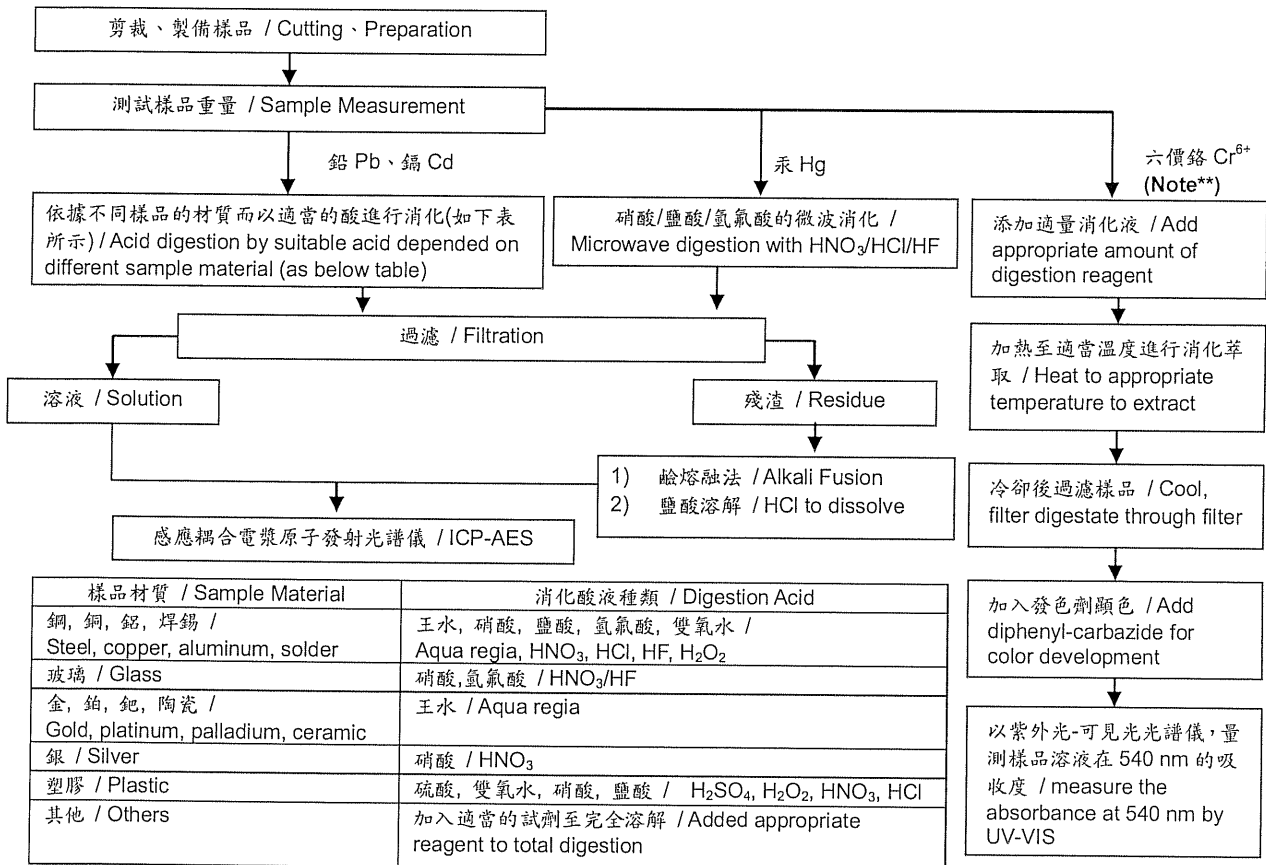 剪裁、製備樣品 / Cutting、Preparation
測試樣品重量 / Sample Measurement
鉛 Pb、鎘 Cd
汞 Hg
六價鉻 Cr⁶⁺
(Note**)
依據不同樣品的材質而以適當的酸進行消化(如下表
所示) / Acid digestion by suitable acid depended on
different sample material (as below table)
硝酸/鹽酸/氫氟酸的微波消化 /
Microwave digestion with HNO₃/HCl/HF
添加適量消化液 / Add
appropriate amount of
digestion reagent
過濾 / Filtration
加熱至適當溫度進行消化萃
取 / Heat to appropriate
temperature to extract
溶液 / Solution
殘渣 / Residue
1) 鹼熔融法 / Alkali Fusion
2) 鹽酸溶解 / HCl to dissolve
冷卻後過濾樣品 / Cool,
filter digestate through filter
感應耦合電漿原子發射光譜儀 / ICP-AES
樣品材質 / Sample Material
消化酸液種類 / Digestion Acid
鋼, 銅, 鋁, 焊錫 /
Steel, copper, aluminum, solder
王水, 硝酸, 鹽酸, 氫氟酸, 雙氧水 /
Aqua regia, HNO₃, HCl, HF, H₂O₂
玻璃 / Glass
硝酸,氫氟酸 / HNO₃/HF
金, 鉑, 鈀, 陶瓷 /
Gold, platinum, palladium, ceramic
王水 / Aqua regia
銀 / Silver
硝酸 / HNO₃
塑膠 / Plastic
硫酸, 雙氧水, 硝酸, 鹽酸 / H₂SO₄, H₂O₂, HNO₃, HCl
其他 / Others
加入適當的試劑至完全溶解 / Added appropriate
reagent to total digestion
加入發色劑顯色 / Add
diphenyl-carbazide for
color development
以紫外光-可見光光譜儀，量
測樣品溶液在 540 nm 的吸
收度 / measure the
absorbance at 540 nm by
UV-VIS